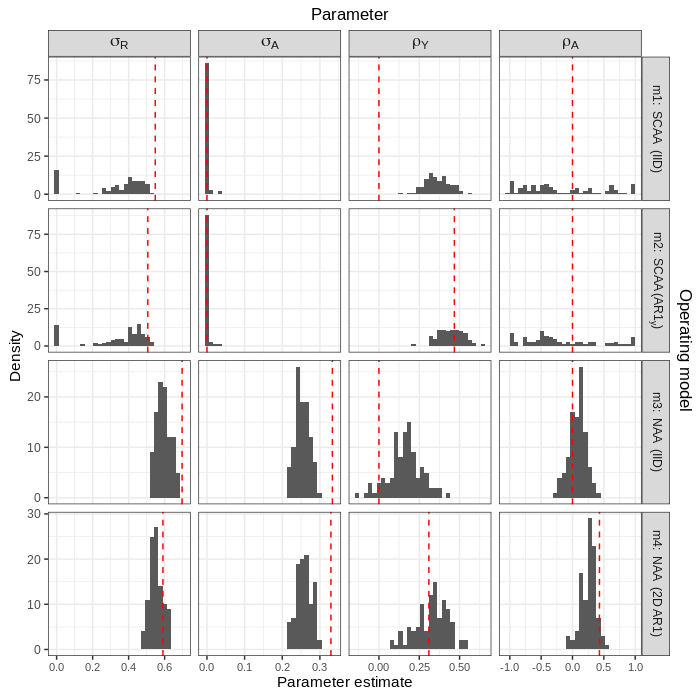 Parameter
σR σA ρY ρA
75
50
25
0
m1: SCAA (IID)
75
50
25
0
m2: SCAA (AR1y)
20
10
0
m3: NAA (IID)
30
20
10
0
m4: NAA (2D AR1)
Density
Operating model
0.0 0.2 0.4 0.6 0.0 0.1 0.2 0.3 0.00 0.25 0.50 -1.0 -0.5 0.0 0.5 1.0
Parameter estimate